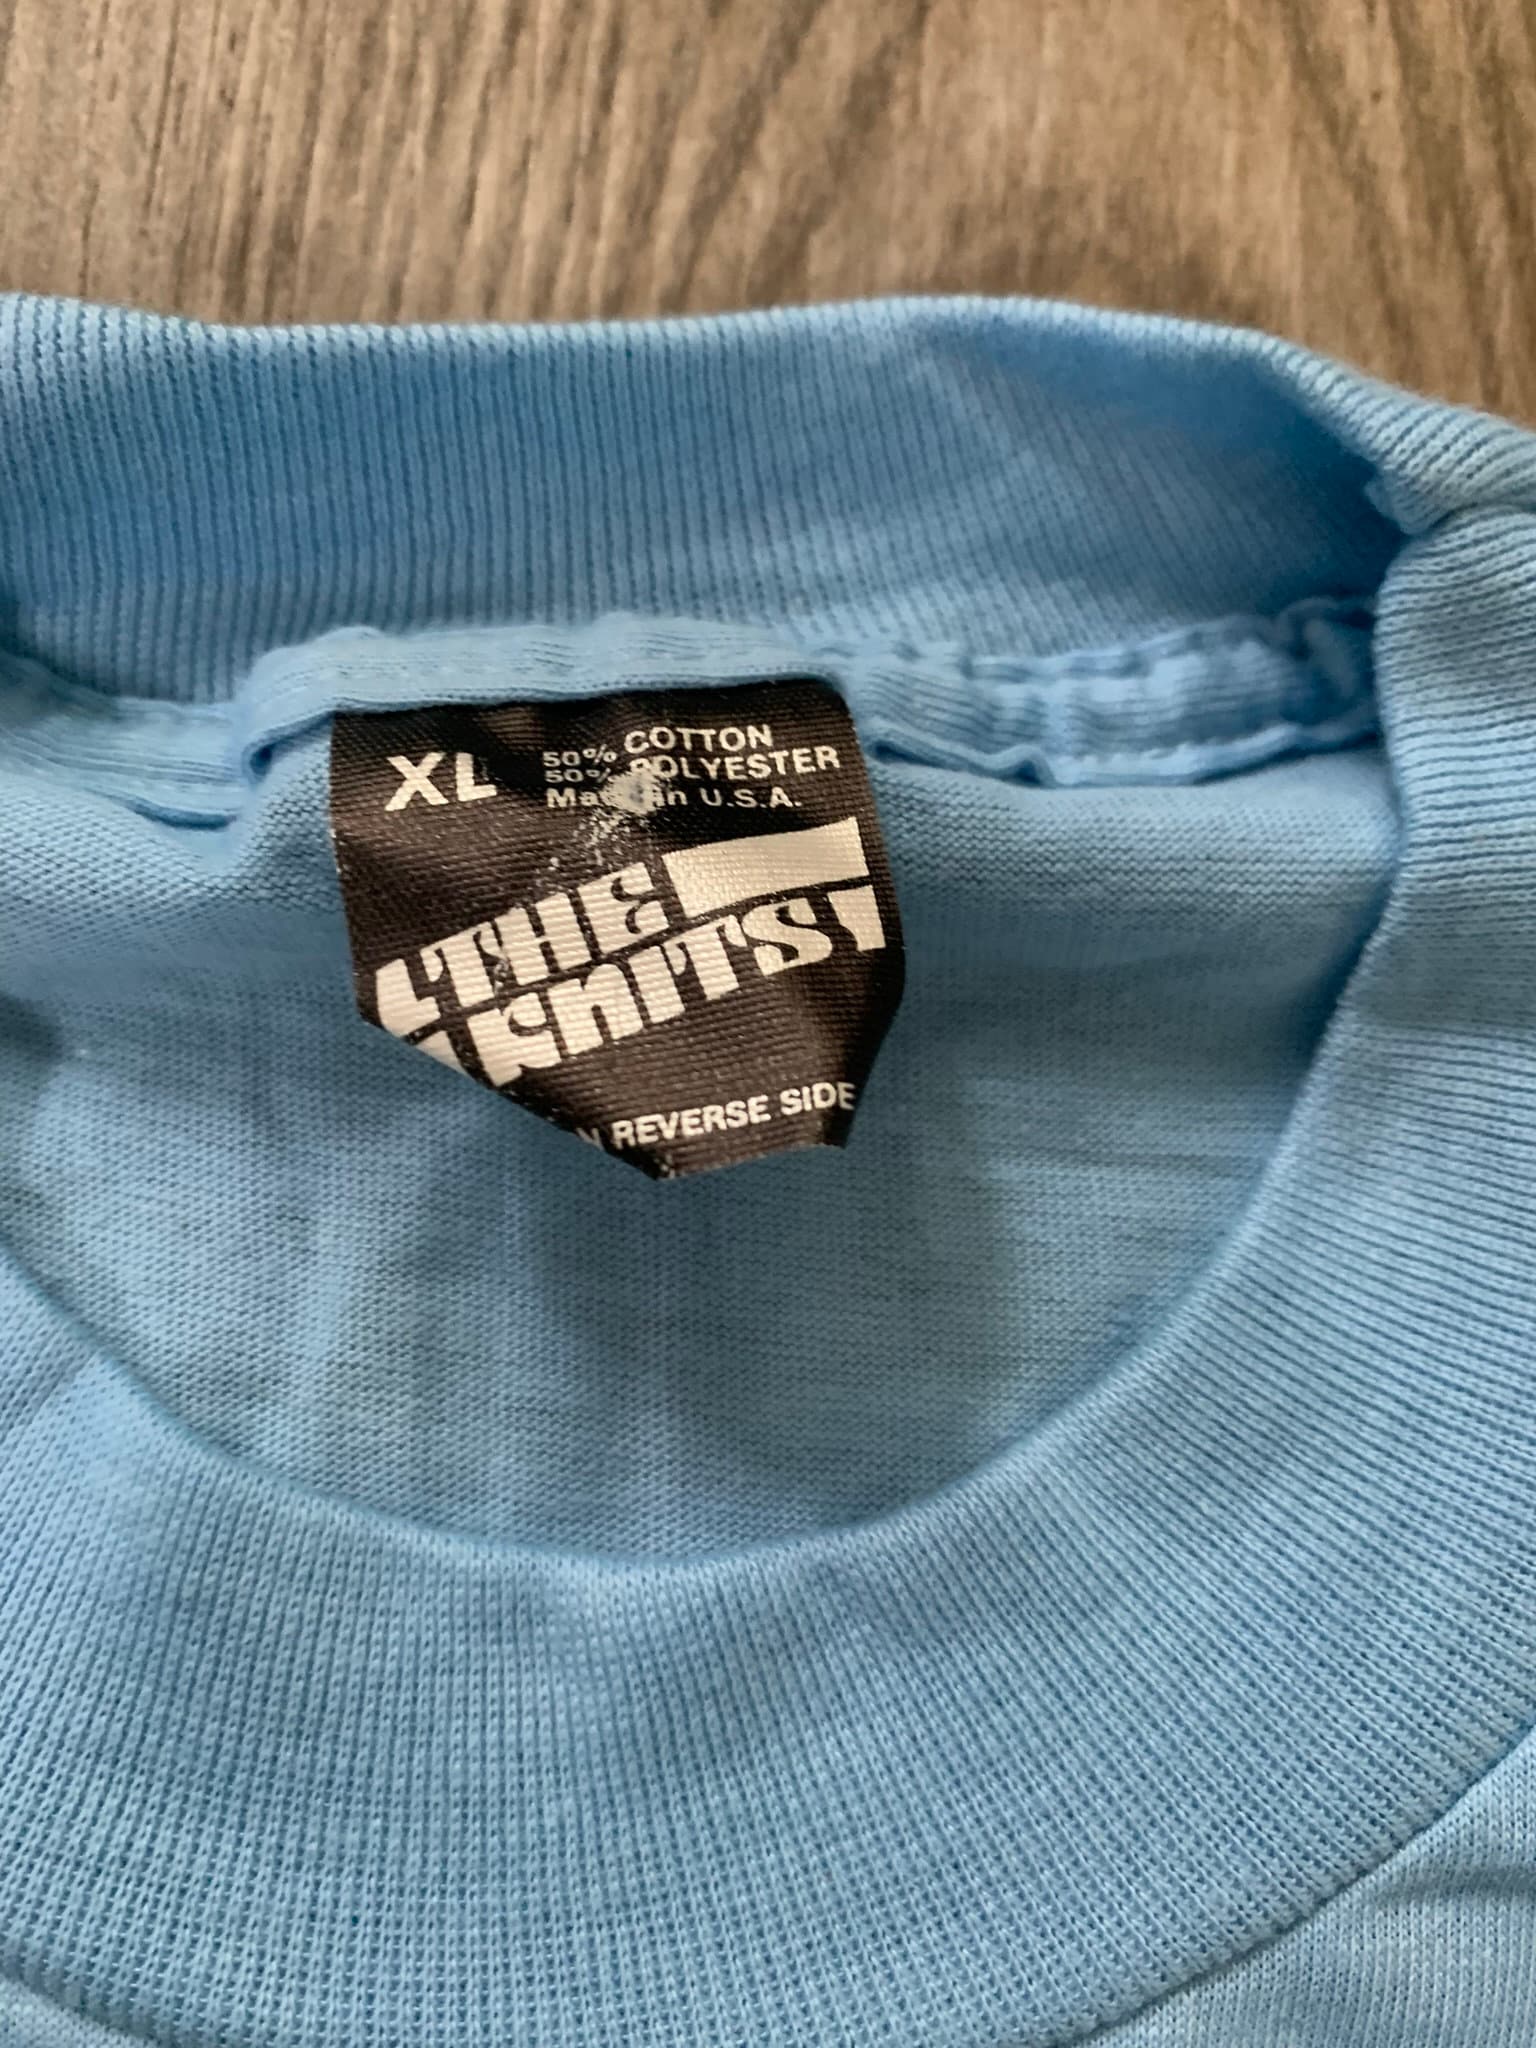 XL
50% COTTON
50% POLYESTER
Made in U.S.A.
THE
KNITS
REVERSE SIDE